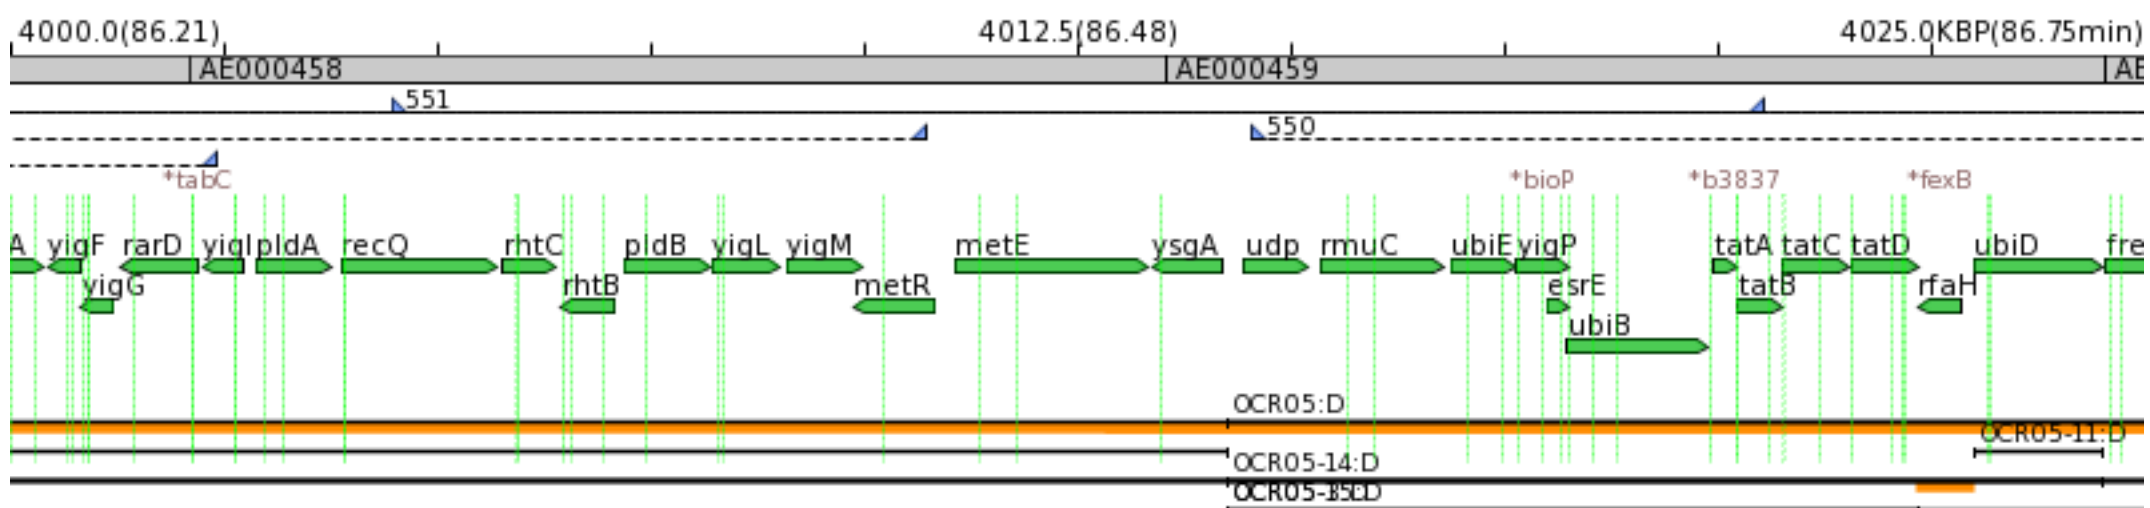 4000.0(86.21) 4012.5(86.48) 4025.0KBP(86.75min)
AE000458 AE000459 AE
551
550
*tabC *bioP *b3837 *fexB
A yigF rarD yigI pldA recQ rhtC pldB yigL yigM metE ysgA udp rmuC ubiE yigP tatA tatC tatD ubiD fre
yigG rhtB metR esrE tatB rfaH
ubiB
OCR05:D
OCR05-11:D
OCR05-14:D